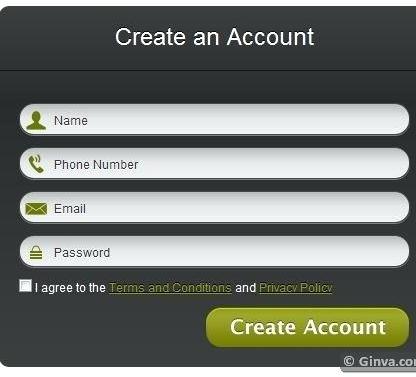 Create an Account
Name
Phone Number
Email
Password
I agree to the Terms and Conditions and Privacy Policy
Create Account
© Ginva.co